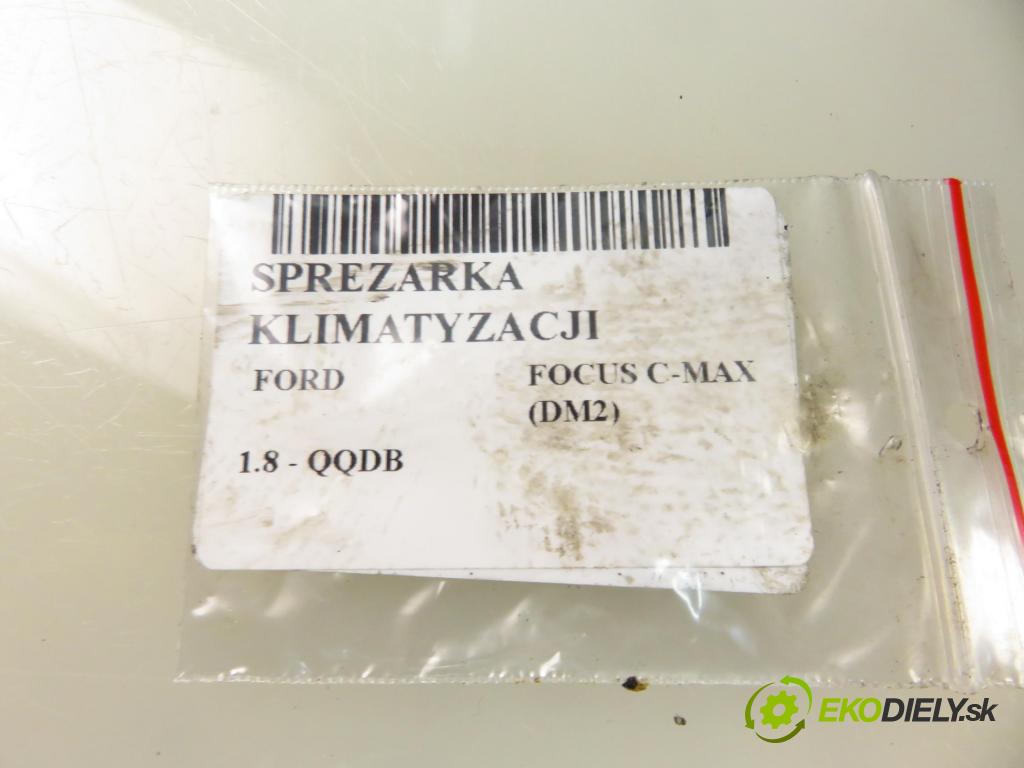 SPREZARKA
KLIMATYZACJI
FORD
FOCUS C-MAX
(DM2)
1.8 - QQDB
EKODIELY.sk